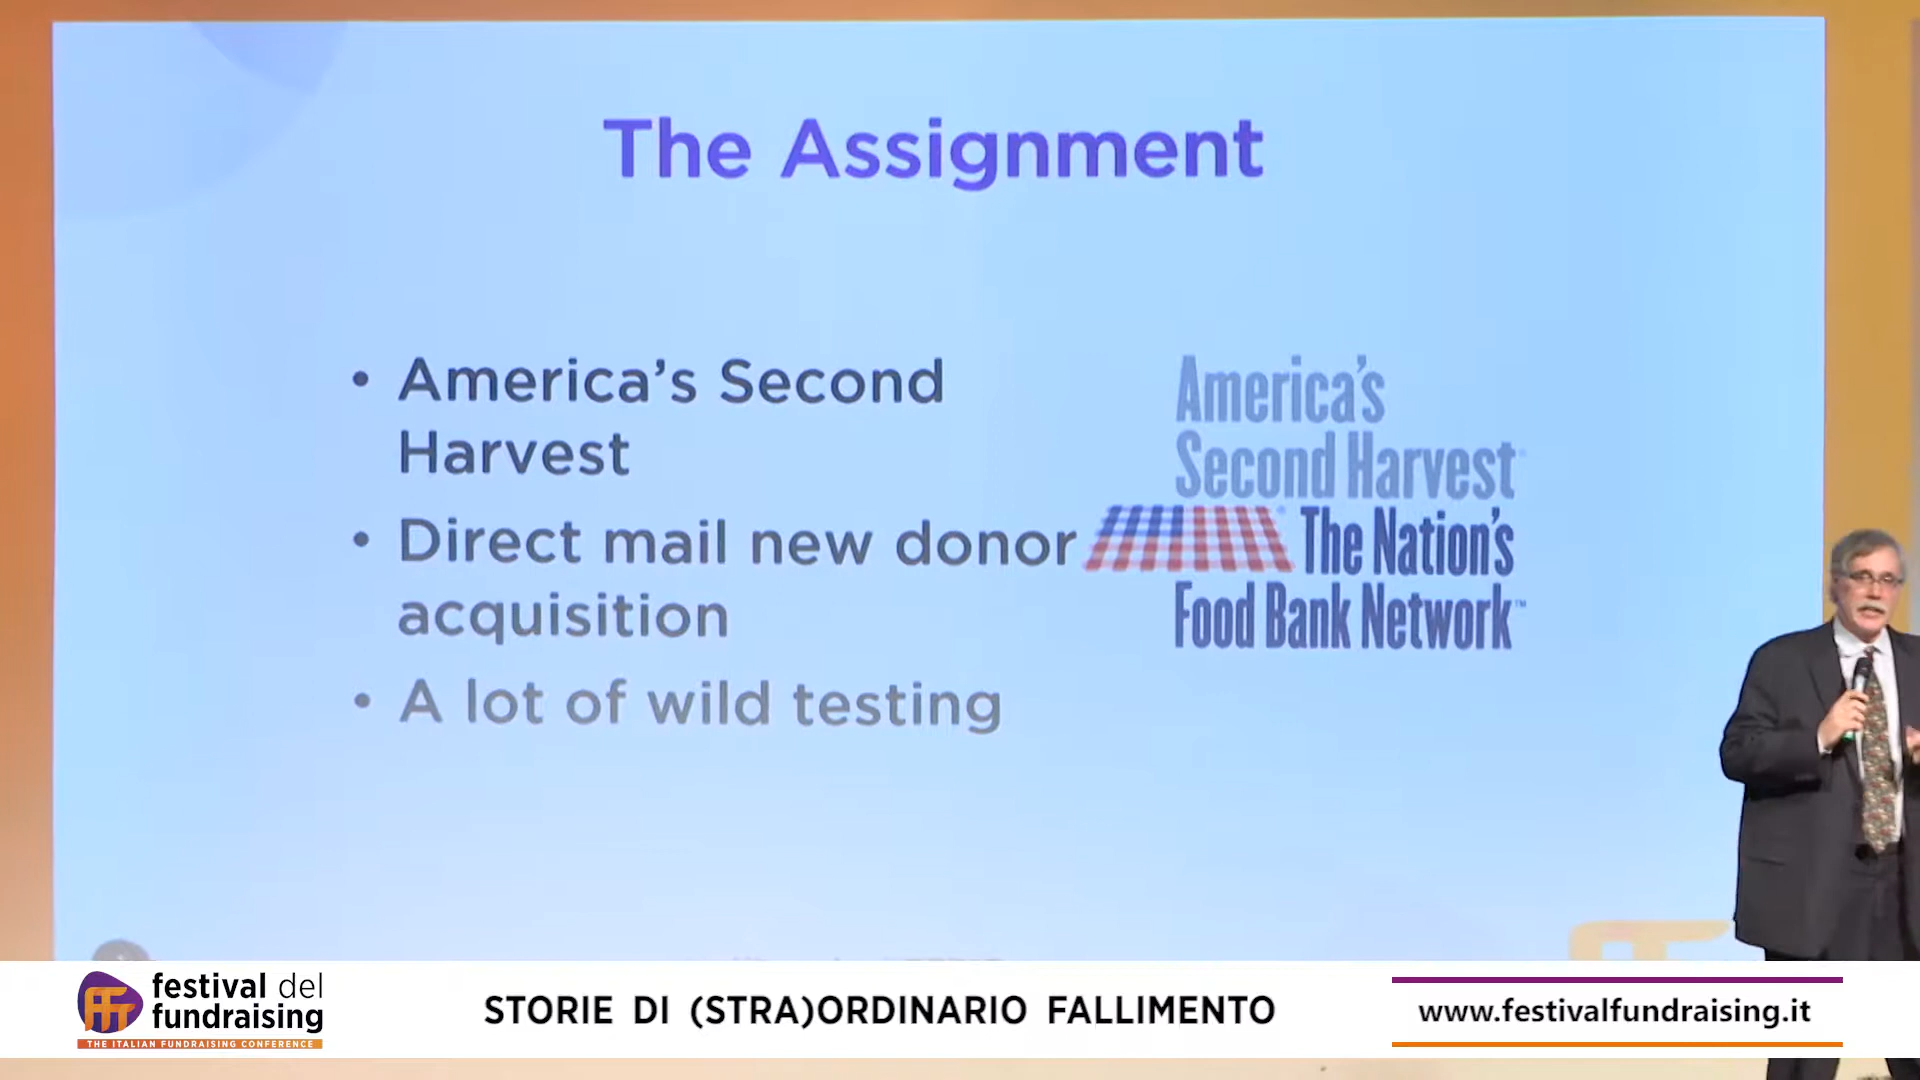 The Assignment
• America's Second
Harvest
• Direct mail new donor
acquisition
• A lot of wild testing
America's
Second Harvest
The Nation's
Food Bank Network™
festival del
fundraising
THE ITALIAN FUNDRAISING CONFERENCE
STORIE DI (STRA)ORDINARIO FALLIMENTO
www.festivalfundraising.it